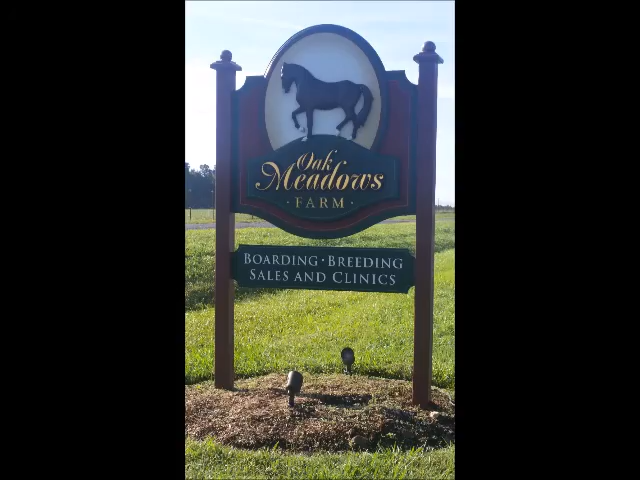 Oak
Meadows
· FARM ·
BOARDING · BREEDING
SALES AND CLINICS